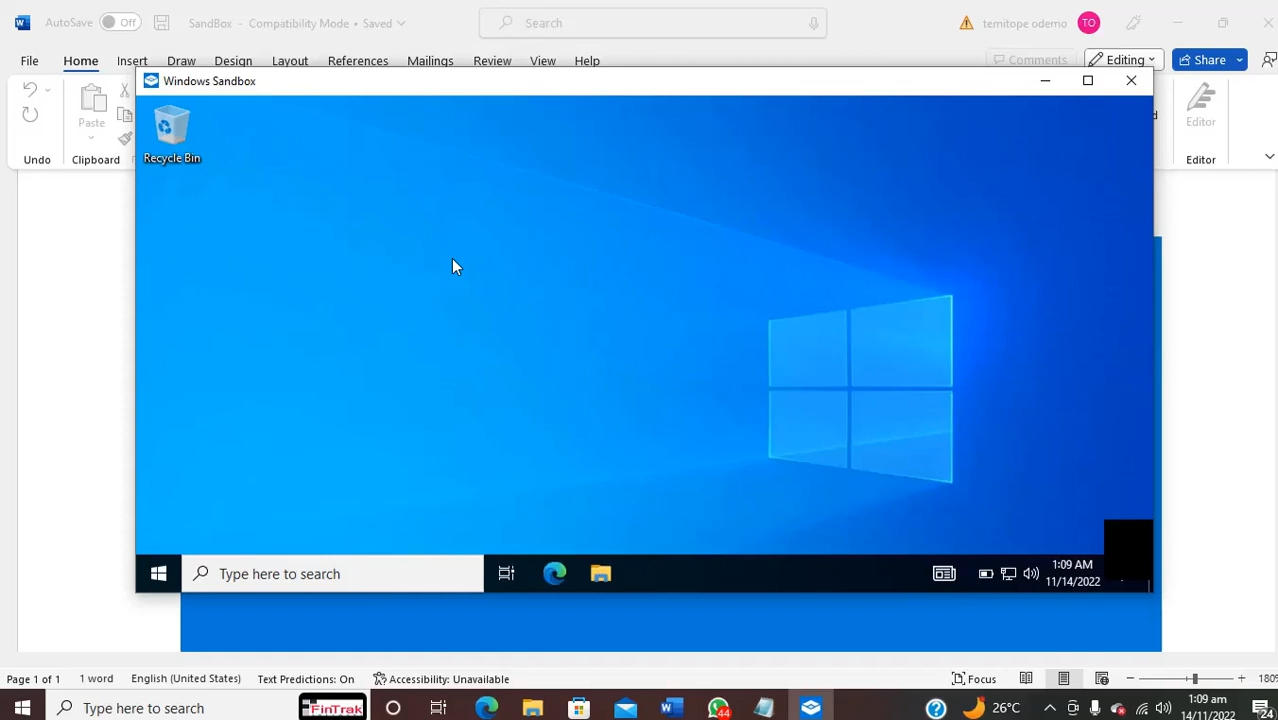 AutoSave Off SandBox - Compatibility Mode • Saved Search temitope odemo TO
File Home Insert Draw Design Layout References Mailings Review View Help Comments Editing Share
Windows Sandbox
Paste
Editor
Undo Clipboard Editor
Recycle Bin
Type here to search
1:09 AM
11/14/2022
Page 1 of 1 1 word English (United States) Text Predictions: On Accessibility: Unavailable Focus 180%
Type here to search FinTrak 44 26°C
1:09 am
14/11/2022
24